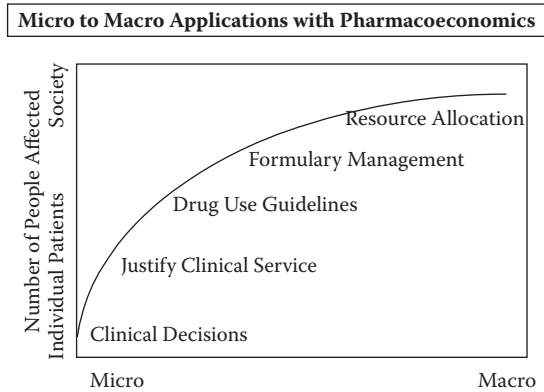 Micro to Macro Applications with Pharmacoeconomics
Number of People Affected
Individual Patients
Society
Resource Allocation
Formulary Management
Drug Use Guidelines
Justify Clinical Service
Clinical Decisions
Micro
Macro